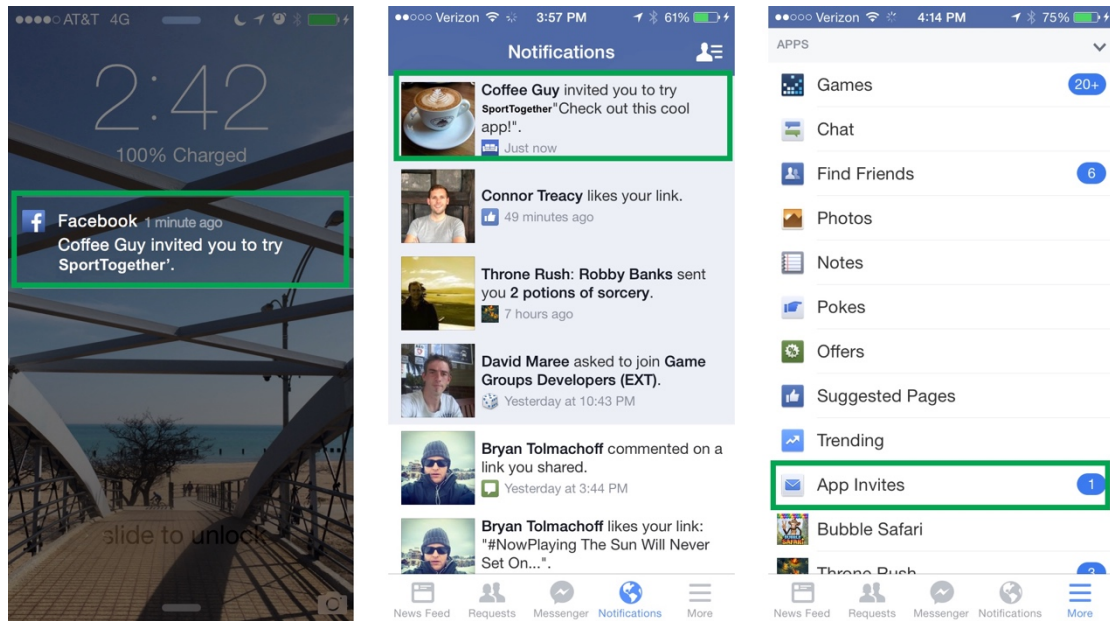 AT&T 4G
2:42
100% Charged
Facebook 1 minute ago
Coffee Guy invited you to try
SportTogether’.
slide to unlock
Verizon 3:57 PM 61%
Notifications
Coffee Guy invited you to try
SportTogether"Check out this cool
app!".
Just now
Connor Treacy likes your link.
49 minutes ago
Throne Rush: Robby Banks sent
you 2 potions of sorcery.
7 hours ago
David Maree asked to join Game
Groups Developers (EXT).
Yesterday at 10:43 PM
Bryan Tolmachoff commented on a
link you shared.
Yesterday at 3:44 PM
Bryan Tolmachoff likes your link:
"#NowPlaying The Sun Will Never
Set On...".
News Feed Requests Messenger Notifications More
Verizon 4:14 PM 75%
APPS
Games 20+
Chat
Find Friends 6
Photos
Notes
Pokes
Offers
Suggested Pages
Trending
App Invites 1
Bubble Safari
Throne Rush 3
News Feed Requests Messenger Notifications More